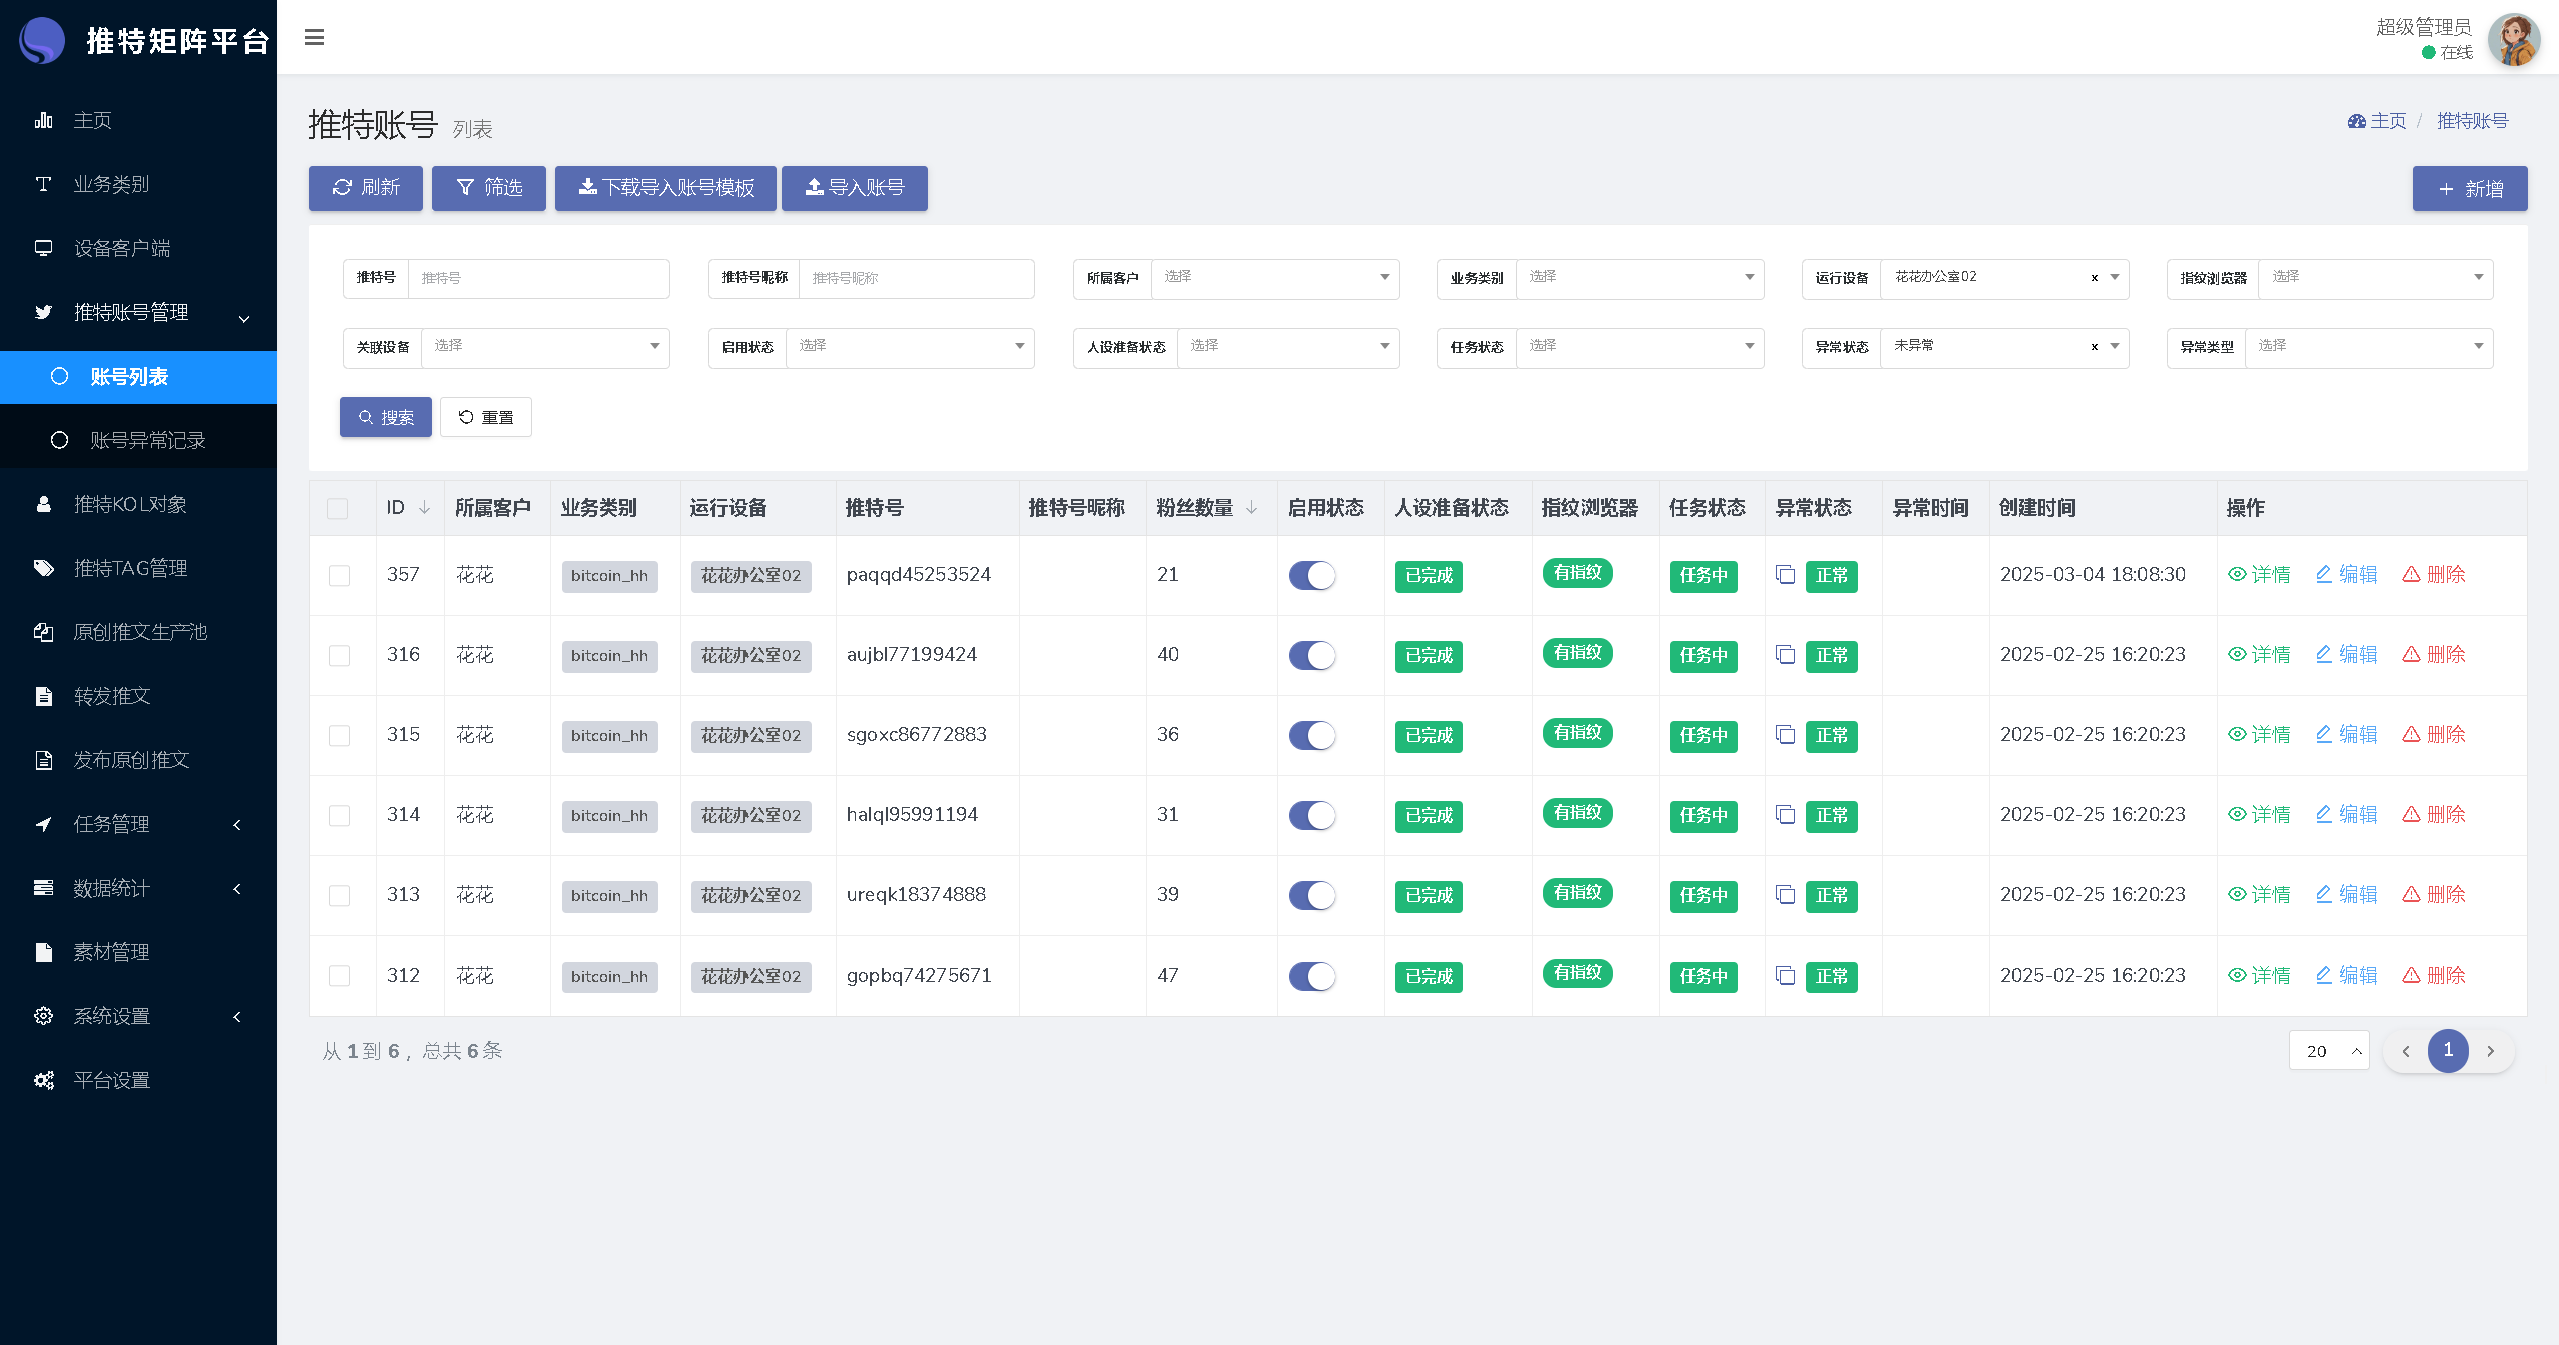 推特矩阵平台
超级管理员
在线
主页
业务类别
设备客户端
推特账号管理
账号列表
账号异常记录
推特KOL对象
推特TAG管理
原创推文生产池
转发推文
发布原创推文
任务管理
数据统计
素材管理
系统设置
平台设置
推特账号 列表
主页 / 推特账号
刷新 筛选 下载导入账号模板 导入账号 新增
推特号 推特号 推特号昵称 推特号昵称 所属客户 选择 业务类别 选择 运行设备 花花办公室02 x 指纹浏览器 选择
关联设备 选择 启用状态 选择 人设准备状态 选择 任务状态 选择 异常状态 未异常 x 异常类型 选择
搜索 重置
ID 所属客户 业务类别 运行设备 推特号 推特号昵称 粉丝数量 启用状态 人设准备状态 指纹浏览器 任务状态 异常状态 异常时间 创建时间 操作
357 花花 bitcoin_hh 花花办公室02 paqqd45253524 21 已完成 有指纹 任务中 正常 2025-03-04 18:08:30 详情 编辑 删除
316 花花 bitcoin_hh 花花办公室02 aujbl77199424 40 已完成 有指纹 任务中 正常 2025-02-25 16:20:23 详情 编辑 删除
315 花花 bitcoin_hh 花花办公室02 sgoxc86772883 36 已完成 有指纹 任务中 正常 2025-02-25 16:20:23 详情 编辑 删除
314 花花 bitcoin_hh 花花办公室02 halql95991194 31 已完成 有指纹 任务中 正常 2025-02-25 16:20:23 详情 编辑 删除
313 花花 bitcoin_hh 花花办公室02 ureqk18374888 39 已完成 有指纹 任务中 正常 2025-02-25 16:20:23 详情 编辑 删除
312 花花 bitcoin_hh 花花办公室02 gopbq74275671 47 已完成 有指纹 任务中 正常 2025-02-25 16:20:23 详情 编辑 删除
从 1 到 6 ，总共 6 条
20 1